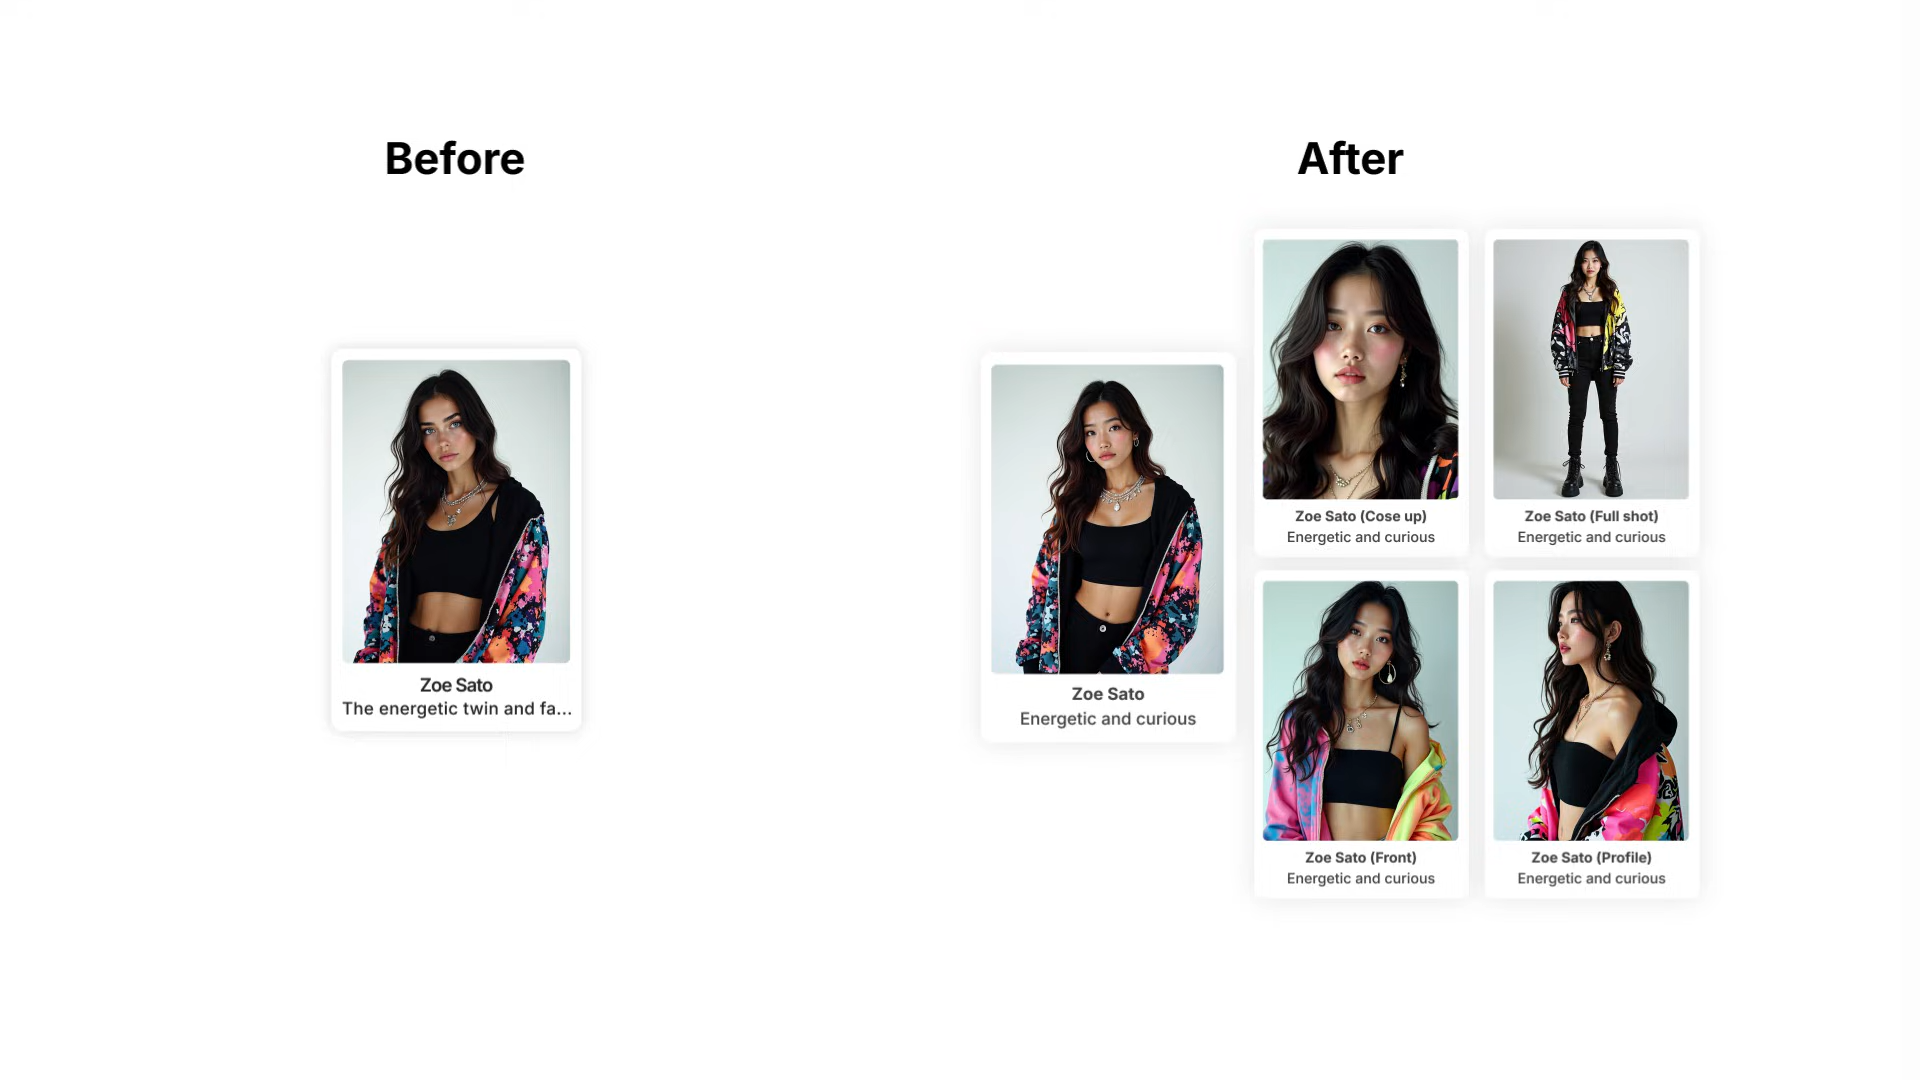 Before
Zoe Sato
The energetic twin and fa...
After
Zoe Sato
Energetic and curious
Zoe Sato (Cose up)
Energetic and curious
Zoe Sato (Full shot)
Energetic and curious
Zoe Sato (Front)
Energetic and curious
Zoe Sato (Profile)
Energetic and curious